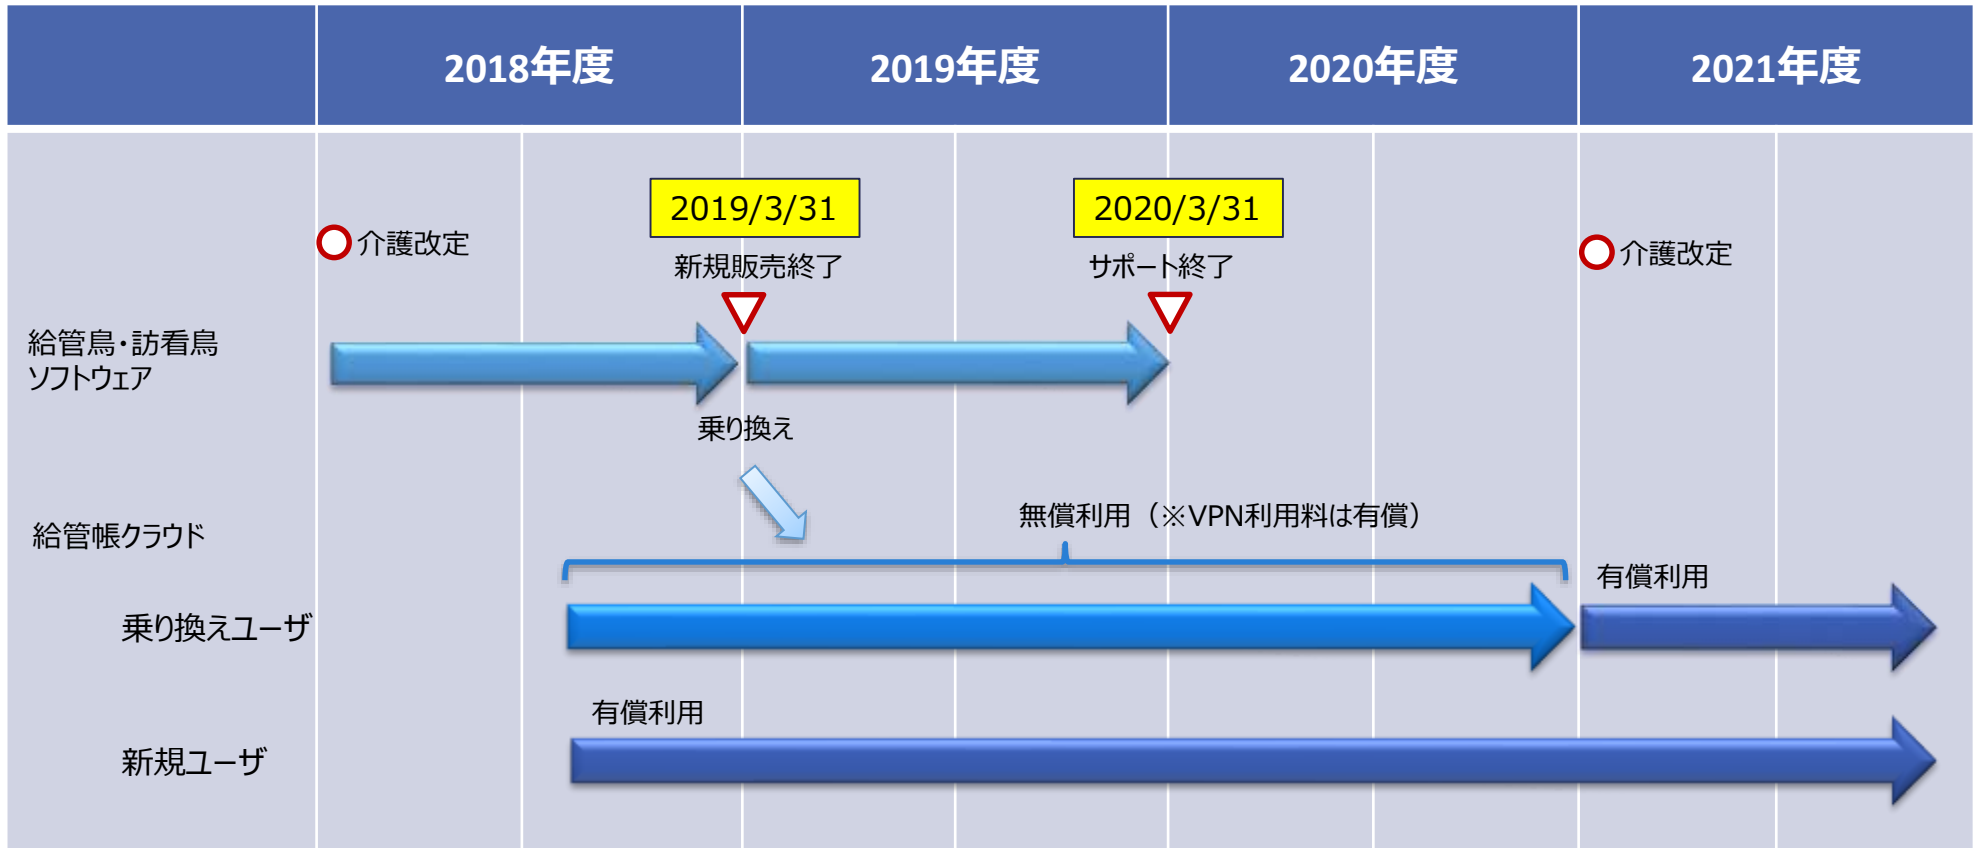 2018年度
2019年度
2020年度
2021年度
2019/3/31
2020/3/31
介護改定
新規販売終了
サポート終了
介護改定
給管鳥・訪看鳥
ソフトウェア
乗り換え
無償利用（※VPN利用料は有償）
給管帳クラウド
有償利用
乗り換えユーザ
有償利用
新規ユーザ